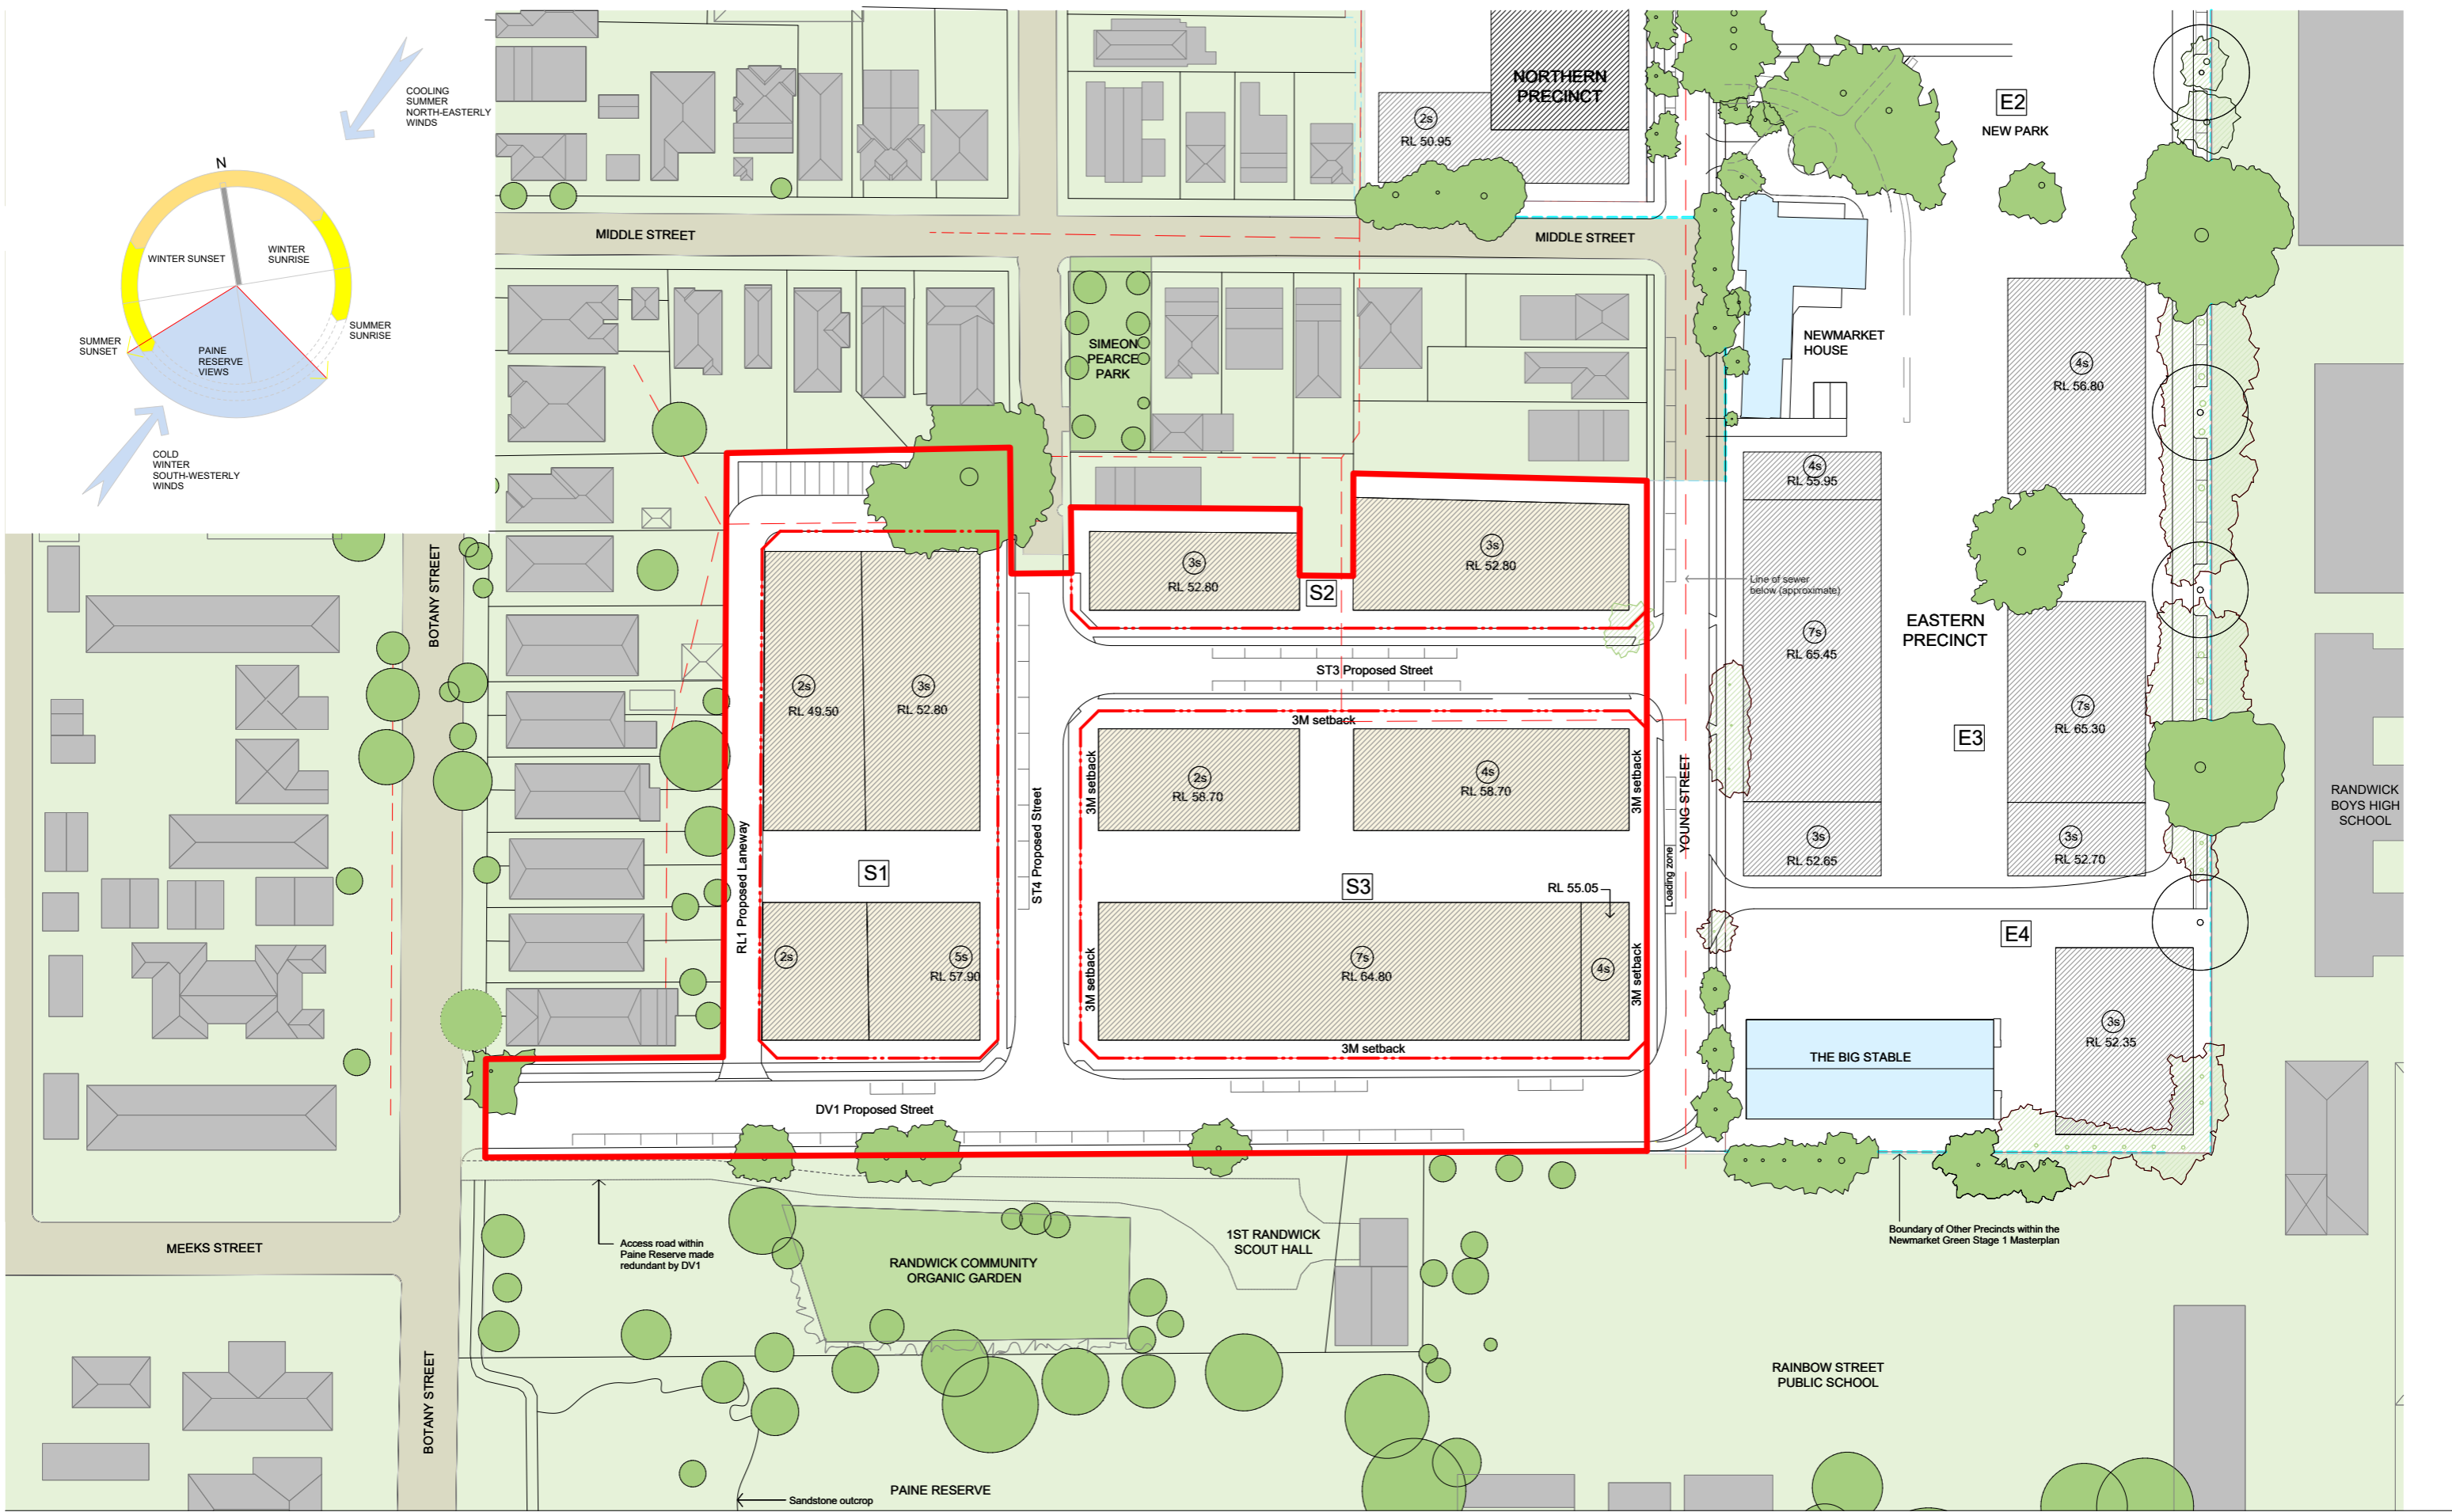 COOLING
SUMMER
NORTH-EASTERLY
WINDS
N
WINTER SUNSET
WINTER
SUNRISE
SUMMER
SUNSET
SUMMER
SUNRISE
PAINE
RESERVE
VIEWS
COLD
WINTER
SOUTH-WESTERLY
WINDS
NORTHERN
PRECINCT
2s
RL 50.95
E2
NEW PARK
MIDDLE STREET
MIDDLE STREET
SIMEON
PEARCE
PARK
NEWMARKET
HOUSE
4s
RL 56.80
4s
RL 55.95
BOTANY STREET
3s
RL 52.80
3s
RL 52.80
S2
Line of sewer
below (approximate)
7s
RL 65.45
EASTERN
PRECINCT
ST3 Proposed Street
2s
RL 49.50
3s
RL 52.80
3M setback
7s
RL 65.30
E3
3M setback
2s
RL 58.70
4s
RL 58.70
3M setback
YOUNG STREET
RANDWICK
BOYS HIGH
SCHOOL
RL1 Proposed Laneway
ST4 Proposed Street
S1
S3
RL 55.05
Loading zone
3s
RL 52.65
3s
RL 52.70
E4
2s
5s
RL 57.90
3M setback
7s
RL 64.80
4s
3M setback
3s
RL 52.35
3M setback
THE BIG STABLE
DV1 Proposed Street
MEEKS STREET
Access road within
Paine Reserve made
redundant by DV1
RANDWICK COMMUNITY
ORGANIC GARDEN
1ST RANDWICK
SCOUT HALL
Boundary of Other Precincts within the
Newmarket Green Stage 1 Masterplan
BOTANY STREET
RAINBOW STREET
PUBLIC SCHOOL
Sandstone outcrop
PAINE RESERVE